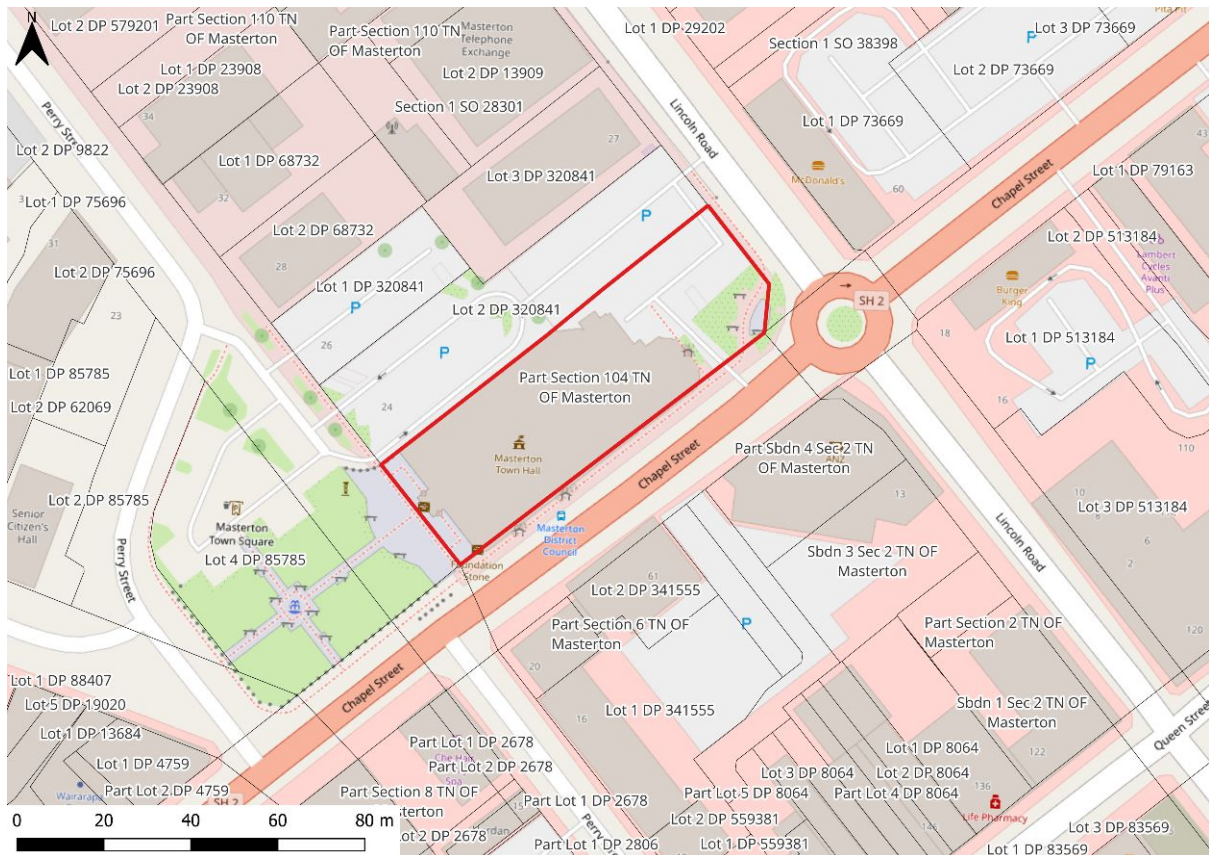 N
Lot 2 DP 579201
Part Section 110 TN
OF Masterton
Part Section 110 TN
OF Masterton
Masterton
Telephone
Exchange
Lot 1 DP 29202
Section 1 SO 38398
P
Lot 3 DP 73669
Pita Pit
Lot 1 DP 23908
Lot 2 DP 23908
Lot 2 DP 13909
Lot 2 DP 73669
34
Perry Street
Section 1 SO 28301
Lincoln Road
Lot 1 DP 73669
27
43
Lot 2 DP 9822
Lot 1 DP 68732
Lot 3 DP 320841
McDonald's
60
Chapel Street
Lot 1 DP 79163
3
Lot 1 DP 75696
32
P
31
Lot 2 DP 68732
Lot 2 DP 513184
Lambert
Cycles
Avanti
Plus
Lot 2 DP 75696
28
Lot 1 DP 320841
P
Lot 2 DP 320841
SH 2
Burger
King
23
18
Lot 1 DP 513184
P
26
P
Lot 1 DP 85785
Part Section 104 TN
OF Masterton
16
Lot 2 DP 62069
24
Masterton
Town Hall
Chapel Street
Part Sbdn 4 Sec 2 TN
OF Masterton
ANZ
110
Lot 2 DP 85785
13
10
8
6
2
Lot 3 DP 513184
Senior
Citizen's
Hall
Masterton
Town Square
Masterton
District
Council
Lincoln Road
Perry Street
Lot 4 DP 85785
Foundation
Stone
Sbdn 3 Sec 2 TN OF
Masterton
61
Lot 2 DP 341555
Part Section 6 TN OF
Masterton
P
Part Section 2 TN OF
Masterton
120
20
Lot 1 DP 88407
Lot 5 DP 19020
Chapel Street
Lot 1 DP 341555
16
Sbdn 1 Sec 2 TN OF
Masterton
Queen Street
Lot 1 DP 13684
Part Lot 1 DP 2678
Che Hair
Spa
Lot 1 DP 8064
122
Lot 1 DP 4759
Part Lot 2 DP 2678
Lot 3 DP 8064
Lot 2 DP 8064
136
Wairarapa
Part Lot 2 DP 4759
SH 2
Part Section 8 TN OF
Masterton
Part Lot 1 DP 2678
Part Lot 5 DP 8064
Part Lot 4 DP 8064
Life Pharmacy
15
Lot 2 DP 559381
146
Lot 3 DP 83569
Lot 2 DP 2678
Part Lot 1 DP 2806
Lot 1 DP 559381
Lot 1 DP 83569
0 20 40 60 80 m